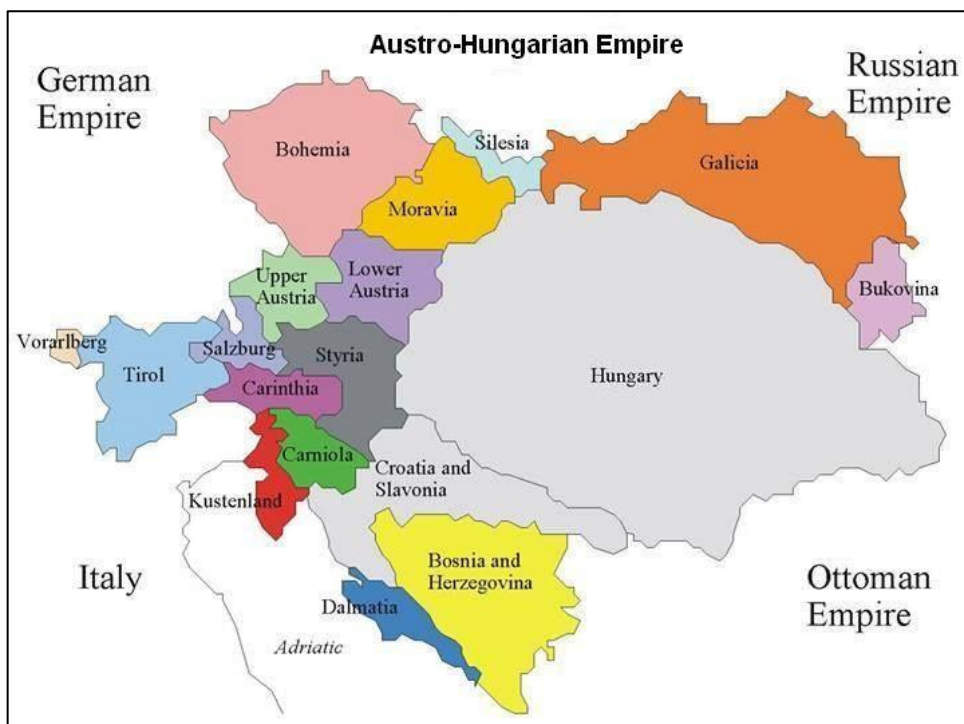 Austro-Hungarian Empire
German
Empire
Russian
Empire
Bohemia
Silesia
Galicia
Moravia
Upper
Austria
Lower
Austria
Bukovina
Vorarlberg
Salzburg
Styria
Tirol
Hungary
Carinthia
Carniola
Croatia and
Slavonia
Kustenland
Italy
Bosnia and
Herzegovina
Ottoman
Empire
Dalmatia
Adriatic